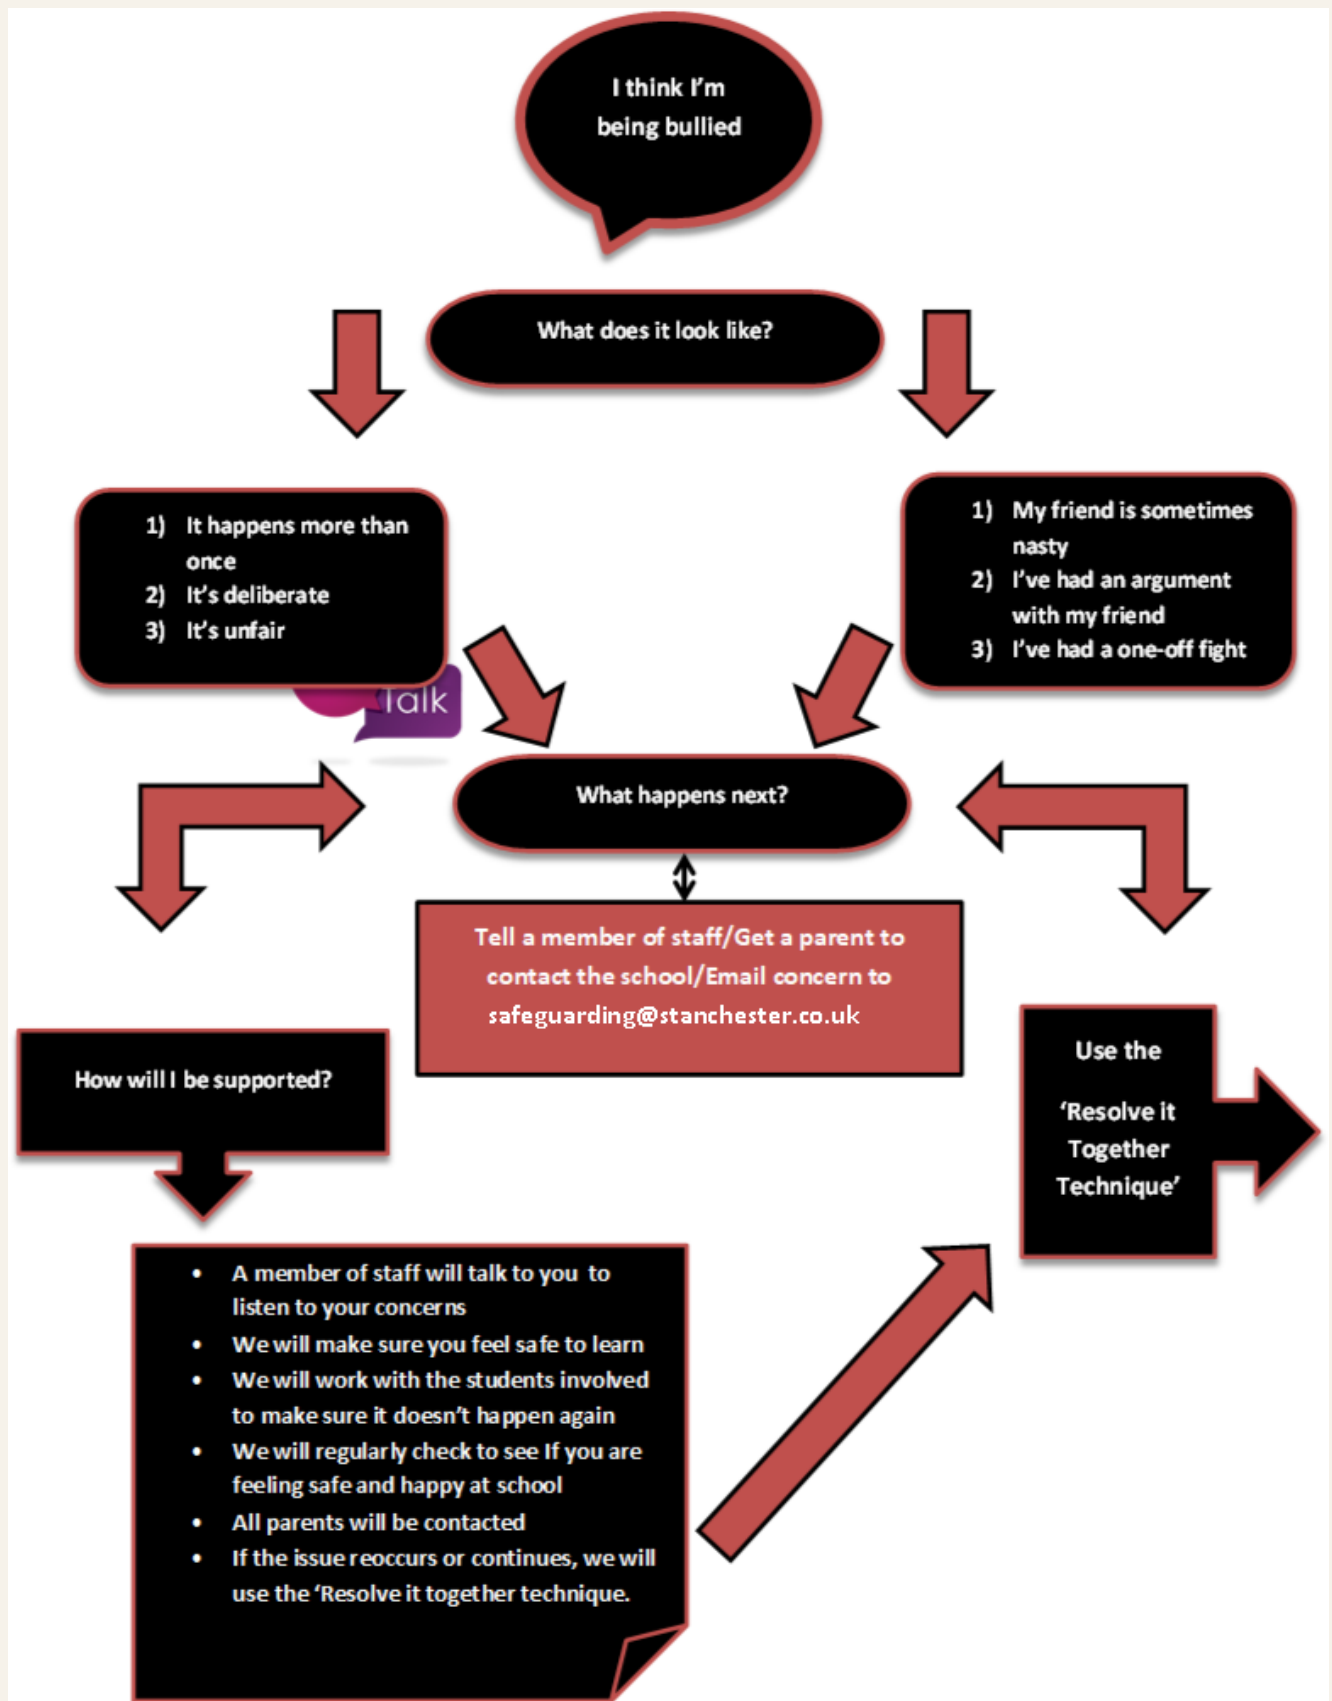 I think I'm
being bullied
What does it look like?
1) It happens more than
once
2) It's deliberate
3) It's unfair
1) My friend is sometimes
nasty
2) I've had an argument
with my friend
3) I've had a one-off fight
Talk
What happens next?
Tell a member of staff/Get a parent to
contact the school/Email concern to
safeguarding@stanchester.co.uk
How will I be supported?
Use the
‘Resolve it
Together
Technique’
• A member of staff will talk to you to
listen to your concerns
• We will make sure you feel safe to learn
• We will work with the students involved
to make sure it doesn't happen again
• We will regularly check to see If you are
feeling safe and happy at school
• All parents will be contacted
• If the issue reoccurs or continues, we will
use the ‘Resolve it together technique.